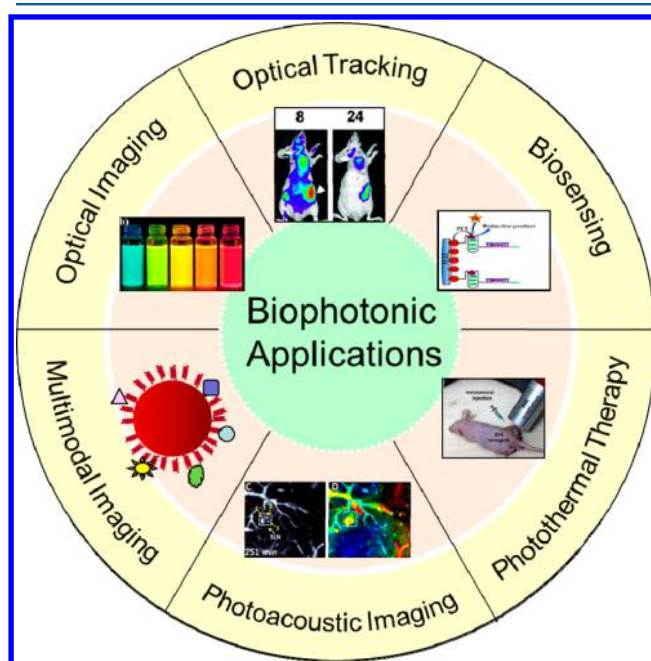 Optical Tracking
8 24
Optical Imaging
b)
Biosensing
Biophotonic
Applications
Multimodal Imaging
Photothermal Therapy
C D
SLN
251 min
Photoacoustic Imaging